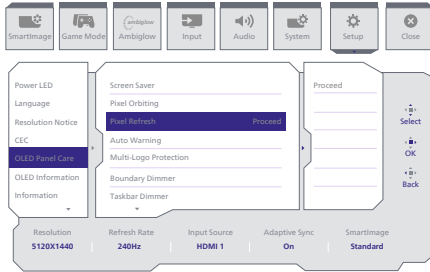 SmartImage
Game Mode
ambiglow
Ambiglow
Input
Audio
System
Setup
Close
Power LED
Language
Resolution Notice
CEC
OLED Panel Care
OLED Information
Information
Screen Saver
Pixel Orbiting
Pixel Refresh Proceed
Auto Warning
Multi-Logo Protection
Boundary Dimmer
Taskbar Dimmer
Proceed
Select
OK
Back
Resolution Refresh Rate Input Source Adaptive Sync SmartImage
5120X1440 240Hz HDMI 1 On Standard